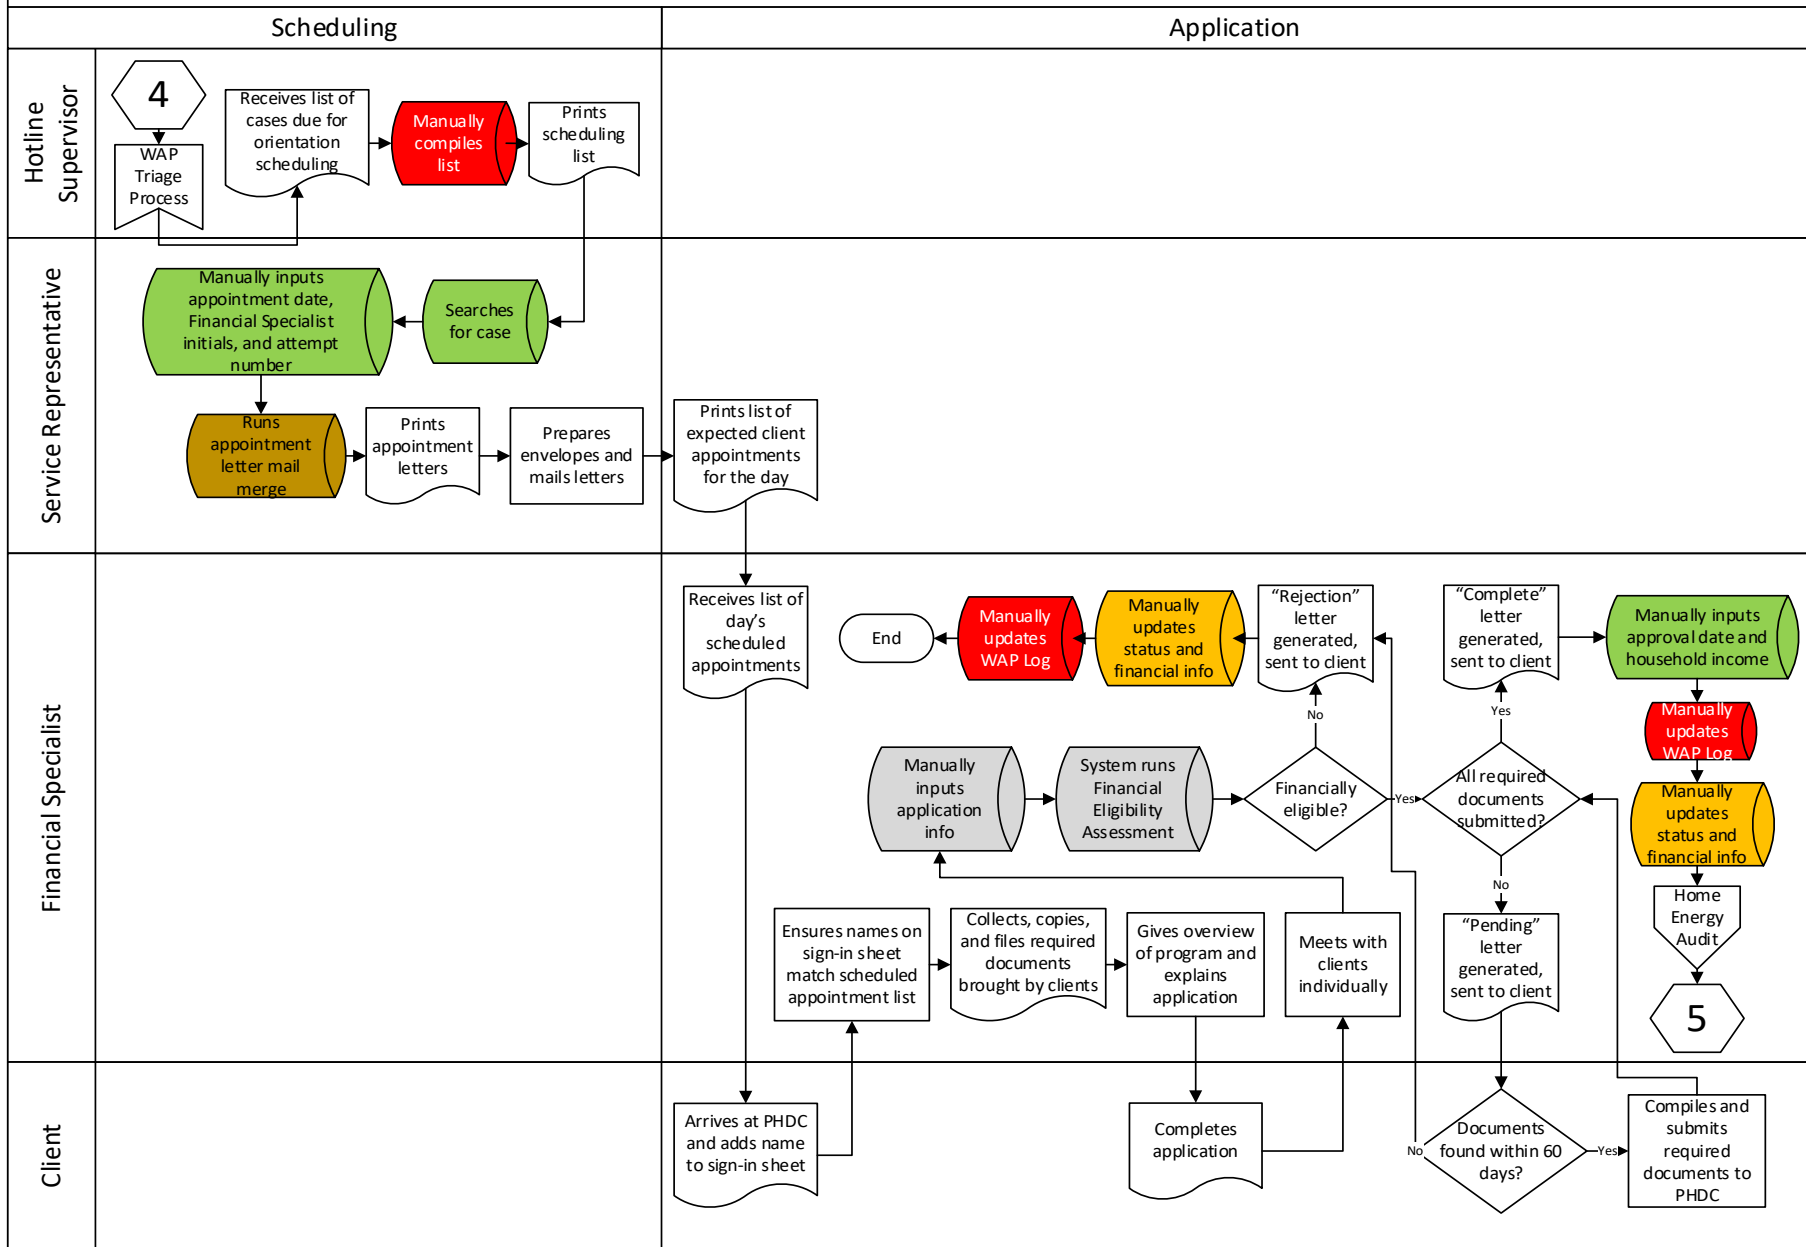 Scheduling
Application
Hotline
Supervisor
4
WAP
Triage
Process
Receives list of
cases due for
orientation
scheduling
Manually
compiles
list
Prints
scheduling
list
Service Representative
Manually inputs
appointment date,
Financial Specialist
initials, and attempt
number
Searches
for case
Runs
appointment
letter mail
merge
Prints
appointment
letters
Prepares
envelopes and
mails letters
Prints list of
expected client
appointments
for the day
Financial Specialist
Receives list of
day's
scheduled
appointments
End
Manually
updates
WAP Log
Manually
updates
status and
financial info
“Rejection”
letter
generated,
sent to client
“Complete”
letter
generated,
sent to client
Manually inputs
approval date and
household income
No
Yes
Manually
updates
WAP Log
Manually
inputs
application
info
System runs
Financial
Eligibility
Assessment
Financially
eligible?
Yes
All required
documents
submitted?
Manually
updates
status and
financial info
No
Ensures names on
sign-in sheet
match scheduled
appointment list
Collects, copies,
and files required
documents
brought by clients
Gives overview
of program and
explains
application
Meets with
clients
individually
“Pending”
letter
generated,
sent to client
Home
Energy
Audit
5
Client
Arrives at PHDC
and adds name
to sign-in sheet
Completes
application
No
Documents
found within 60
days?
Yes
Compiles and
submits
required
documents to
PHDC